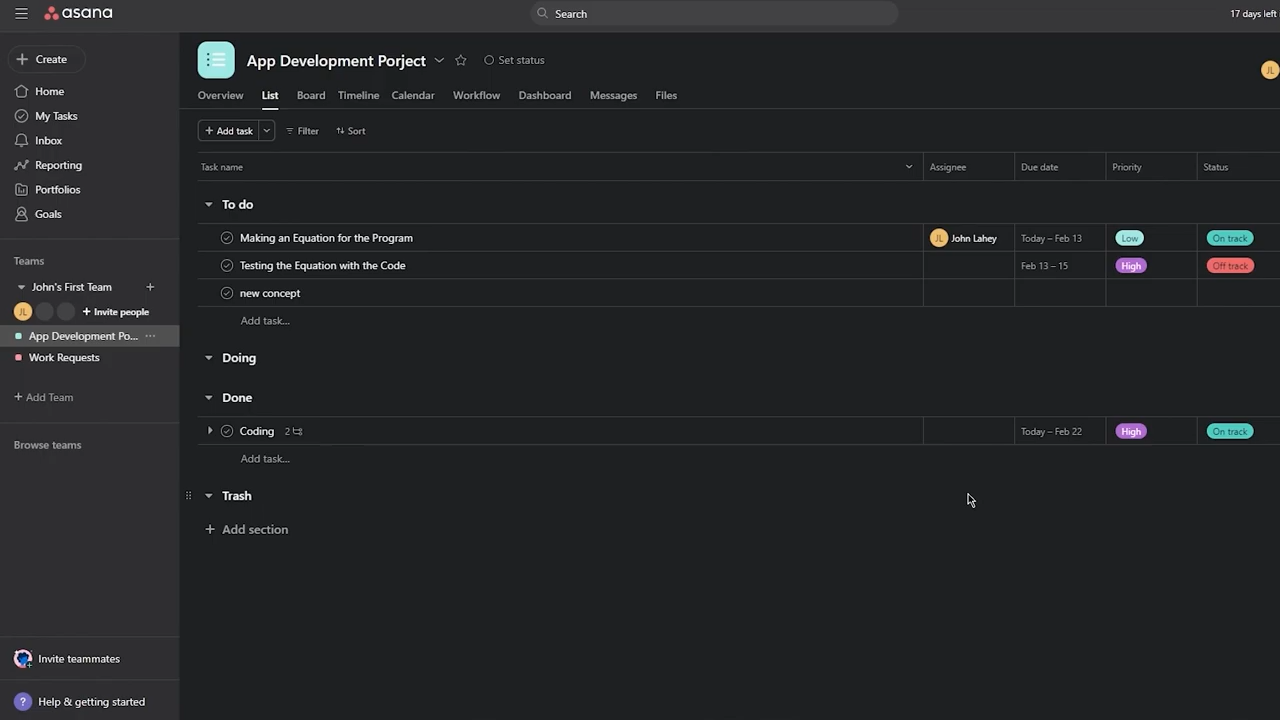 asana
Search
17 days left
Create
Home
My Tasks
Inbox
Reporting
Portfolios
Goals
Teams
John's First Team
JL
+ Invite people
App Development Po... ...
Work Requests
+ Add Team
Browse teams
Invite teammates
? Help & getting started
App Development Porject
Set status
JL
Overview List Board Timeline Calendar Workflow Dashboard Messages Files
+ Add task Filter Sort
Task name Assignee Due date Priority Status
To do
Making an Equation for the Program JL John Lahey Today – Feb 13 Low On track
Testing the Equation with the Code Feb 13 – 15 High Off track
new concept
Add task...
Doing
Done
Coding 2 Today – Feb 22 High On track
Add task...
Trash
+ Add section